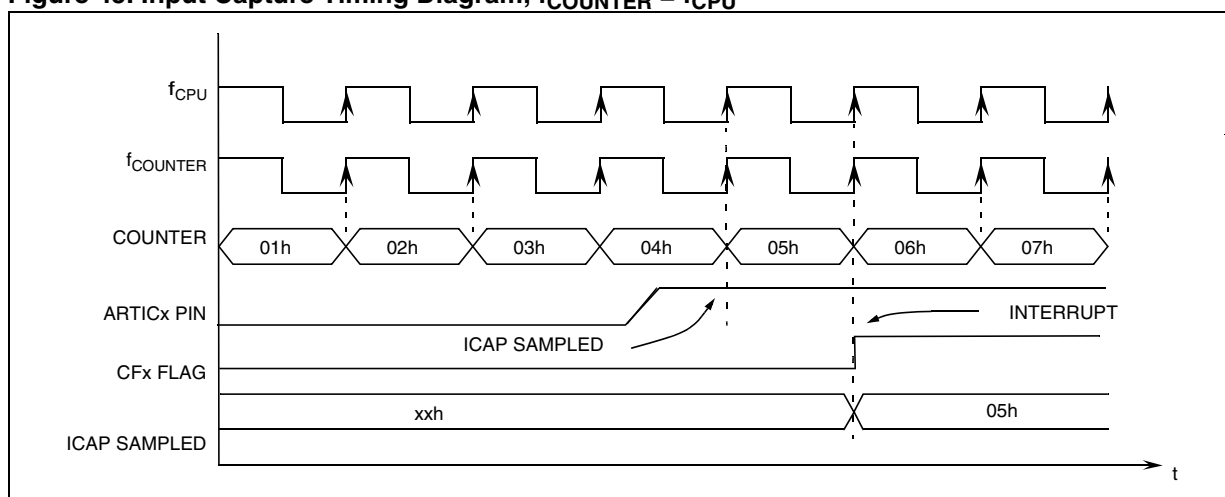 Figure 48. Input Capture Timing Diagram, fCOUNTER = fCPU
fCPU
fCOUNTER
COUNTER
01h 02h 03h 04h 05h 06h 07h
ARTICx PIN
INTERRUPT
ICAP SAMPLED
CFx FLAG
xxh 05h
ICAP SAMPLED
t